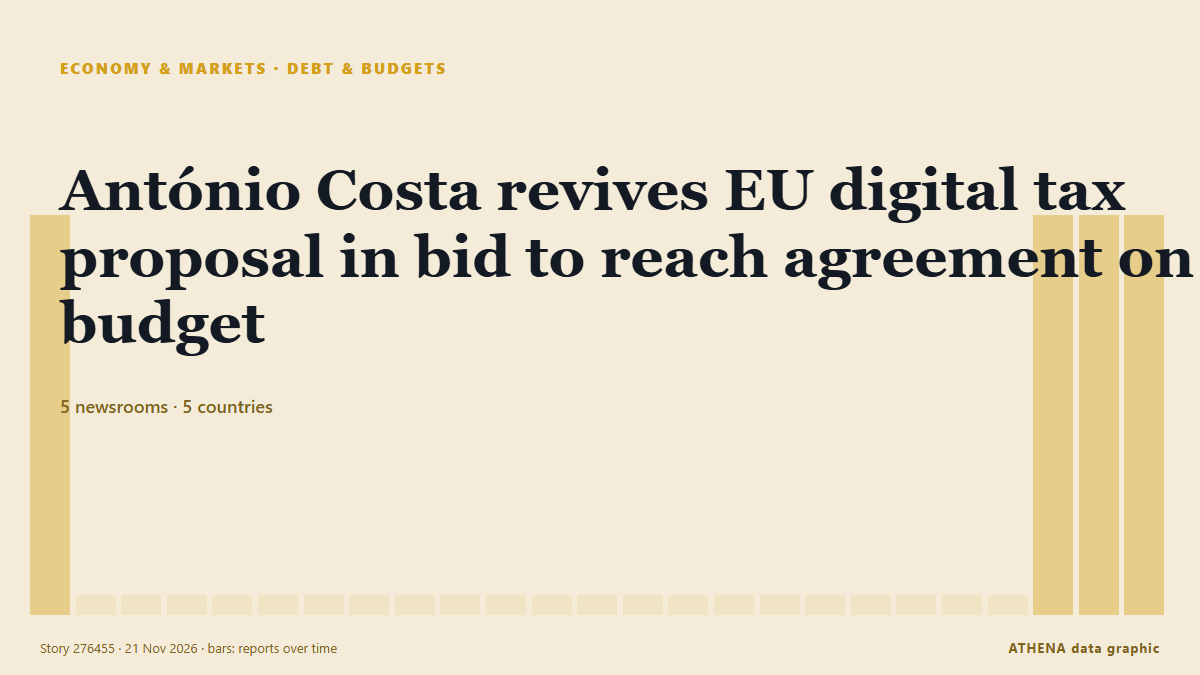 ECONOMY & MARKETS · DEBT & BUDGETS
António Costa revives EU digital tax
proposal in bid to reach agreement on
budget
5 newsrooms · 5 countries
Story 276455 · 21 Nov 2026 · bars: reports over time
ATHENA data graphic